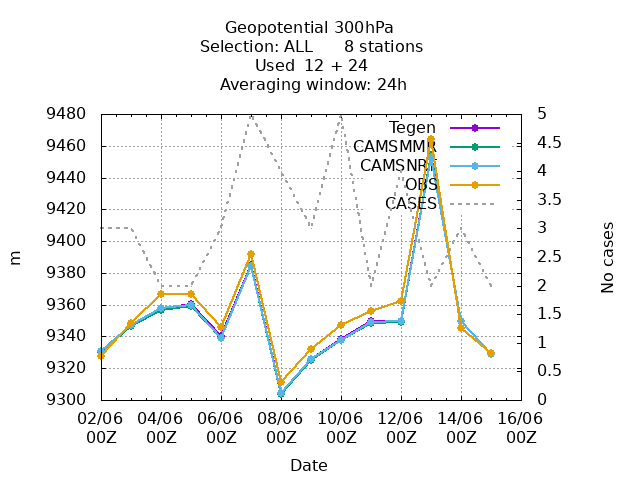 Geopotential 300hPa
Selection: ALL 8 stations
Used 12 + 24
Averaging window: 24h
9480
9460
9440
9420
9400
9380
9360
9340
9320
9300
m
5
4.5
4
3.5
3
2.5
2
1.5
1
0.5
0
No cases
Tegen
CAMSMMR
CAMSNRT
OBS
CASES
02/06 04/06 06/06 08/06 10/06 12/06 14/06 16/06
00Z 00Z 00Z 00Z 00Z 00Z 00Z 00Z
Date